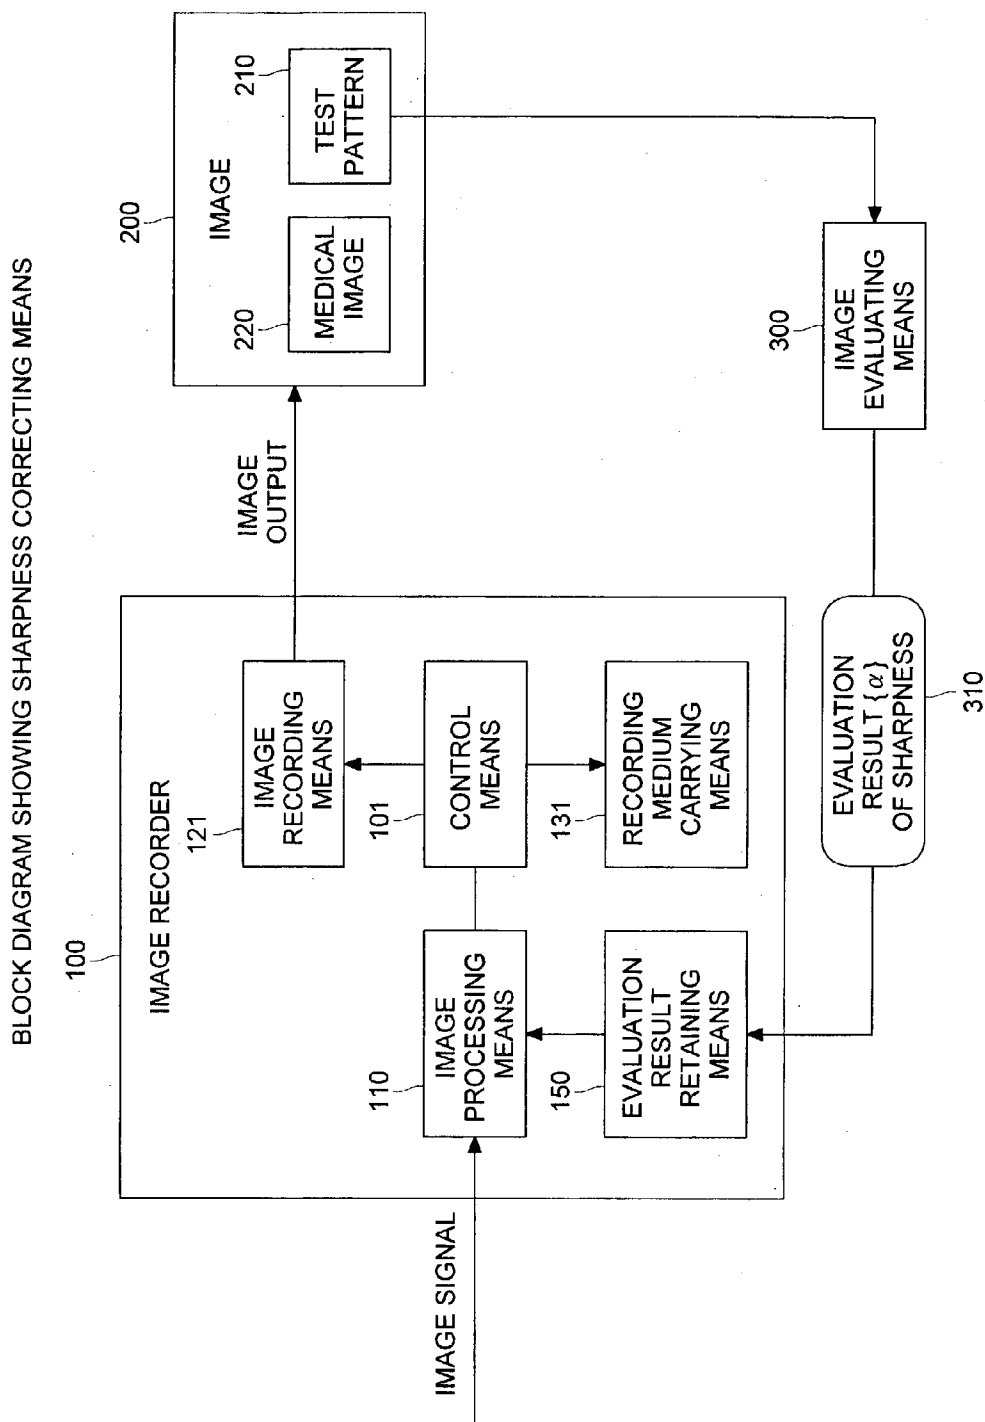 BLOCK DIAGRAM SHOWING SHARPNESS CORRECTING MEANS
100
IMAGE RECORDER
IMAGE SIGNAL
110
IMAGE
PROCESSING
MEANS
150
EVALUATION
RESULT
RETAINING
MEANS
121
IMAGE
RECORDING
MEANS
101
CONTROL
MEANS
131
RECORDING
MEDIUM
CARRYING
MEANS
IMAGE
OUTPUT
200
IMAGE
220
MEDICAL
IMAGE
210
TEST
PATTERN
300
IMAGE
EVALUATING
MEANS
EVALUATION
RESULT {α}
OF SHARPNESS
310